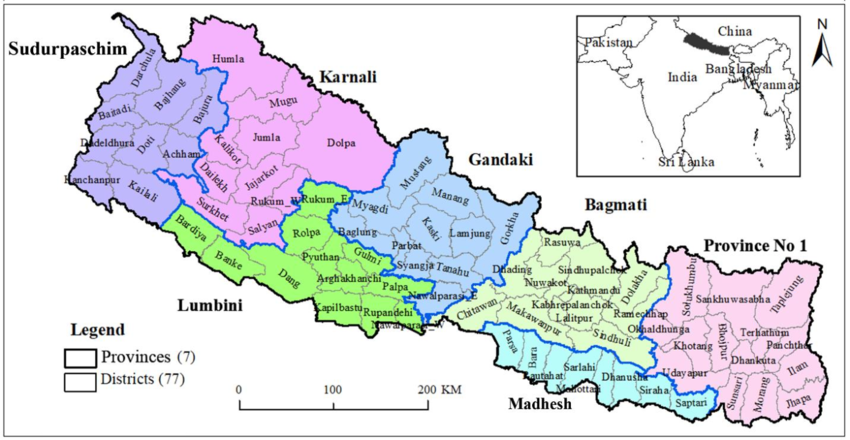 Sudurpaschim
Karnali
Gandaki
Bagmati
Province No 1
Lumbini
Madhesh
Darchula
Bajhang
Bajura
Baitadi
Dadeldhura
Doti
Achham
Kanchanpur
Kailali
Humla
Mugu
Jumla
Dolpa
Kalikot
Dailekh
Jajarkot
Rukum_W
Surkhet
Salyan
Rukum_E
Rolpa
Bardiya
Banke
Dang
Pyuthan
Gulmi
Arghakhanchi
Palpa
Kapilbastu
Rupandehi
Nawalparasi_W
Mustang
Manang
Myagdi
Kaski
Lamjung
Gorkha
Baglung
Parbat
Syangja
Tanahu
Nawalparasi_E
Rasuwa
Dhading
Nuwakot
Sindhupalchok
Kathmandu
Kabhrepalanchok
Lalitpur
Dolakha
Ramechhap
Chitawan
Makawanpur
Sindhuli
Parsa
Bara
Rautahat
Sarlahi
Mahottari
Dhanusha
Siraha
Saptari
Solukhumbu
Sankhuwasabha
Taplejung
Okhaldhunga
Khotang
Bhojpur
Terhathum
Panchther
Dhankuta
Ilam
Udayapur
Sunsari
Morang
Jhapa
Pakistan
China
India
Bangladesh
Myanmar
Sri Lanka
N
Legend
Provinces (7)
Districts (77)
0 100 200 KM